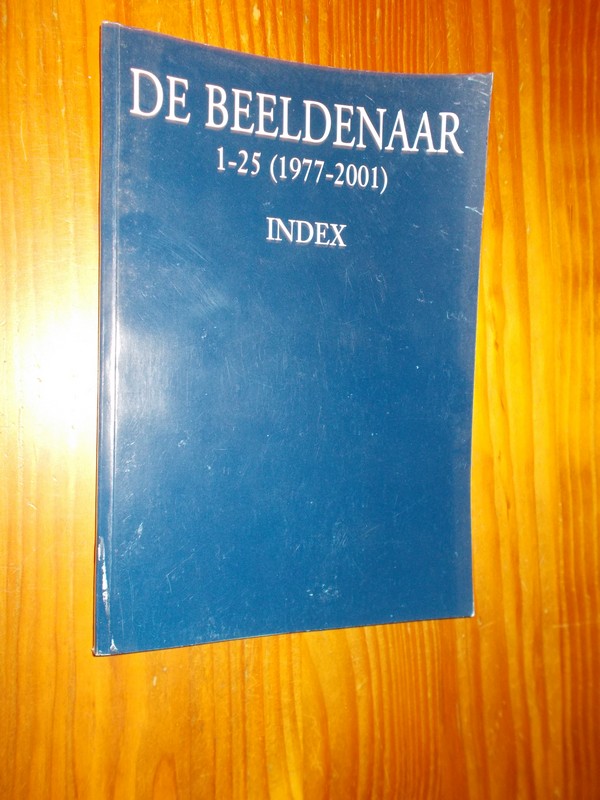 DE BEELDENAAR
1-25 (1977-2001)
INDEX